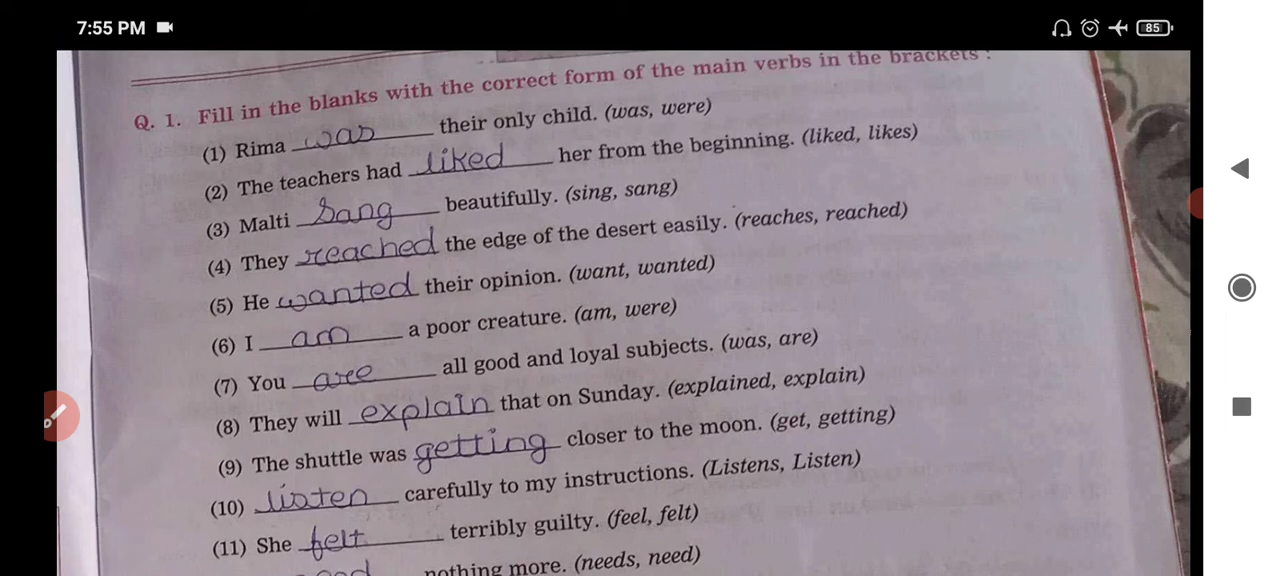 7:55 PM
85
Q. 1. Fill in the blanks with the correct form of the main verbs in the brackets :
(1) Rima was their only child. (was, were)
(2) The teachers had liked her from the beginning. (liked, likes)
(3) Malti Sang beautifully. (sing, sang)
(4) They reached the edge of the desert easily. (reaches, reached)
(5) He wanted their opinion. (want, wanted)
(6) I am a poor creature. (am, were)
(7) You are all good and loyal subjects. (was, are)
(8) They will explain that on Sunday. (explained, explain)
(9) The shuttle was getting closer to the moon. (get, getting)
(10) listen carefully to my instructions. (Listens, Listen)
(11) She felt terribly guilty. (feel, felt)
nothing more. (needs, need)